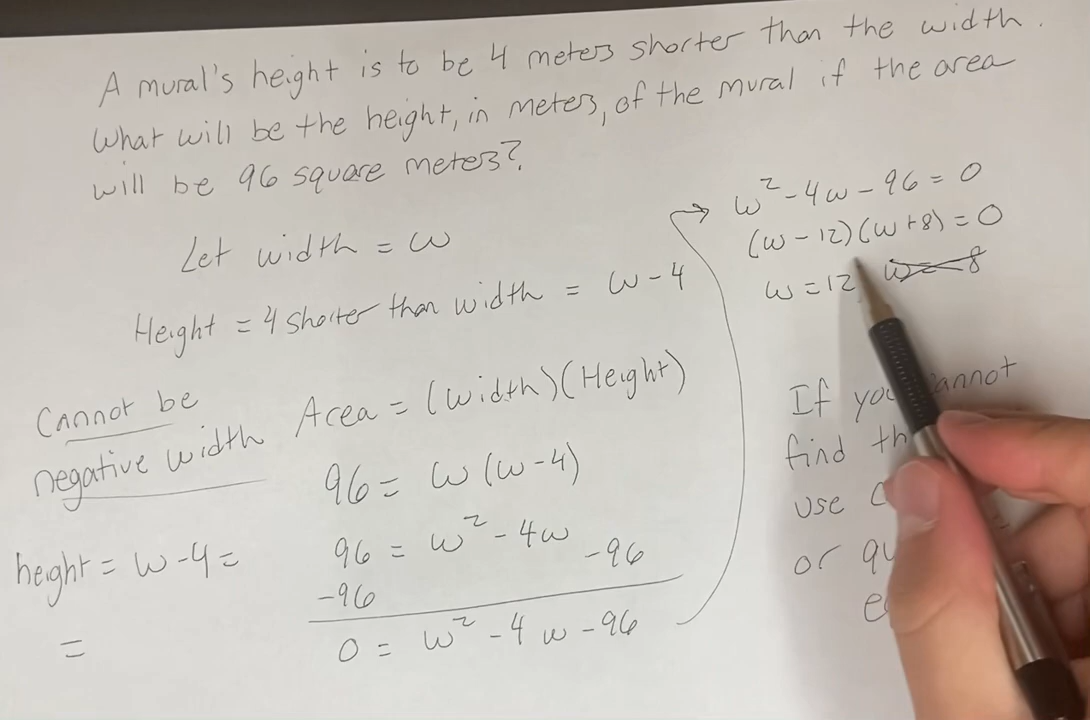 A mural's height is to be 4 meters shorter than the width.
What will be the height, in meters, of the mural if the area
will be 96 square meters?
Let width = w
Height = 4 shorter than width = w - 4
Cannot be
negative width
height = w - 4 =
=
Area = (width)(Height)
96 = w (w - 4)
96 = w² - 4w
-96 -96
0 = w² - 4w - 96
→ w² - 4w - 96 = 0
(w - 12)(w + 8) = 0
w = 12, w = -8
If you cannot
find
use
or